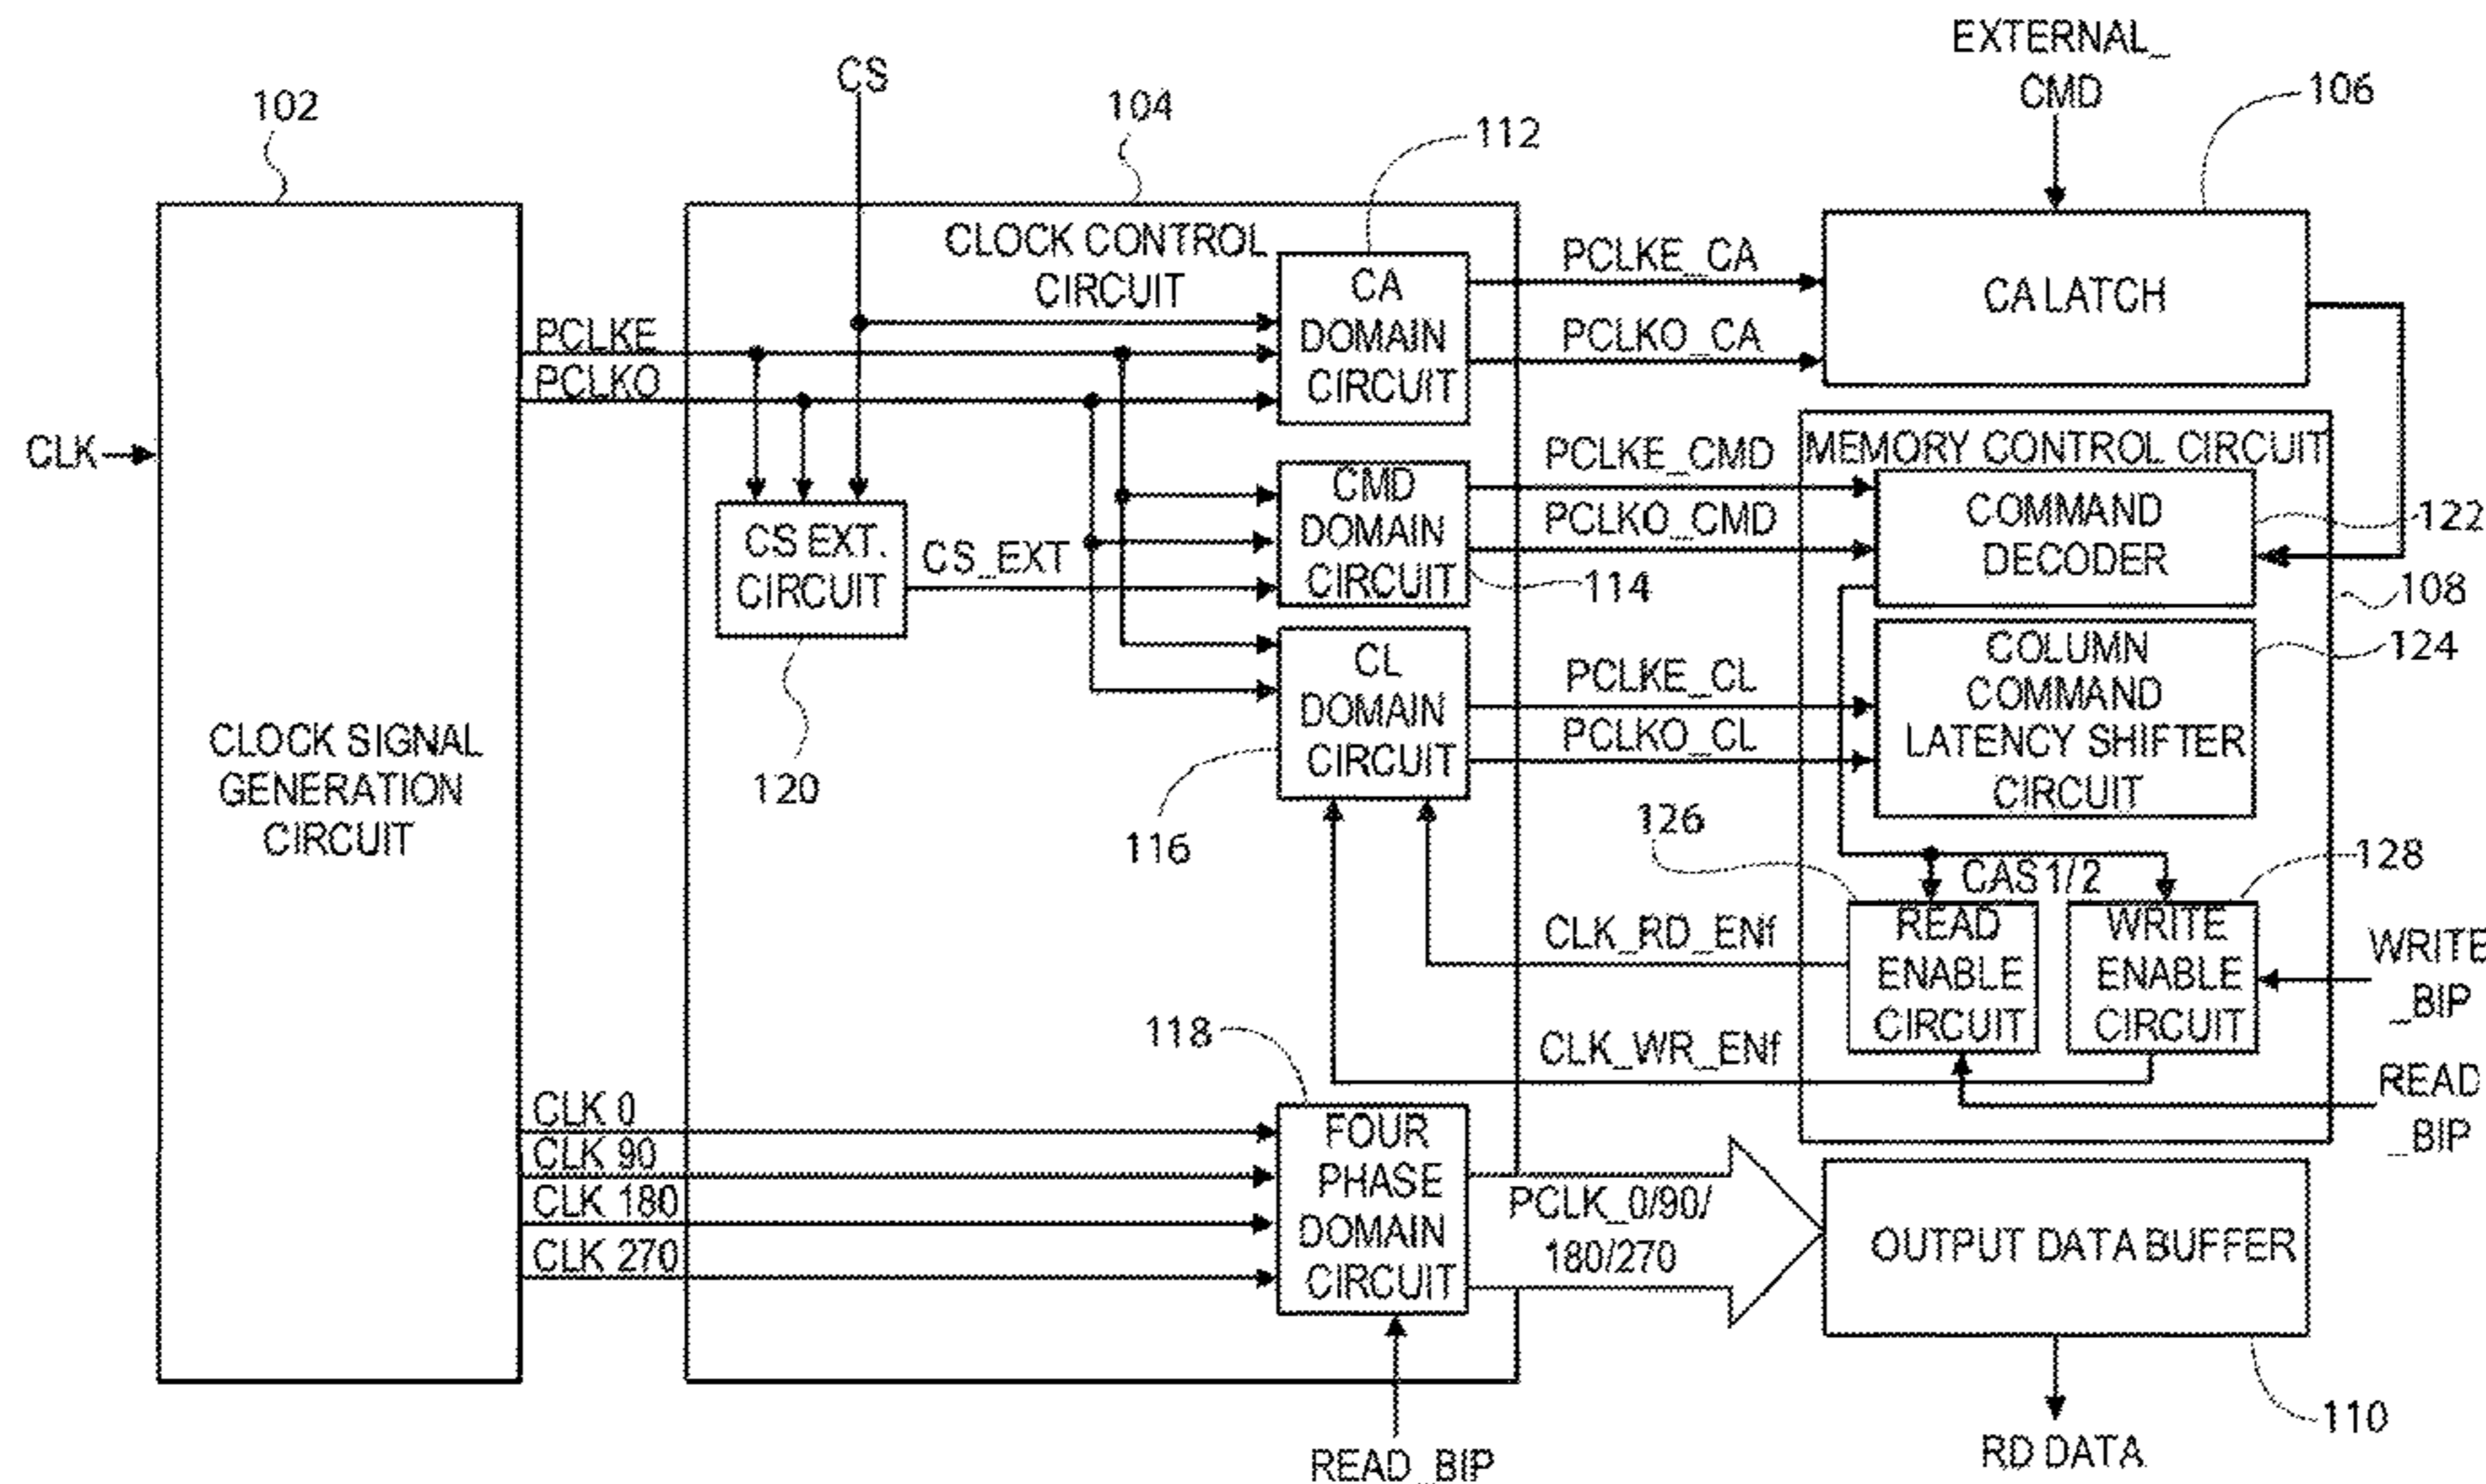 EXTERNAL_
CMD
CS
102
104
106
112
CLOCK CONTROL
CIRCUIT
CA
DOMAIN
CIRCUIT
PCLKE_CA
PCLKO_CA
CA LATCH
PCLKE
PCLKO
CLK
MEMORY CONTROL CIRCUIT
PCLKE_CMD
PCLKO_CMD
CMD
DOMAIN
CIRCUIT
COMMAND
DECODER
122
CS EXT.
CIRCUIT
CS_EXT
114
108
CL
DOMAIN
CIRCUIT
PCLKE_CL
PCLKO_CL
COLUMN
COMMAND
LATENCY SHIFTER
CIRCUIT
124
CLOCK SIGNAL
GENERATION
CIRCUIT
120
116
126
128
CAS1/2
READ
ENABLE
CIRCUIT
WRITE
ENABLE
CIRCUIT
CLK_RD_ENf
CLK_WR_ENf
WRITE
_BIP
READ
_BIP
118
CLK 0
CLK 90
CLK 180
CLK 270
FOUR
PHASE
DOMAIN
CIRCUIT
PCLK_0/90/
180/270
OUTPUT DATA BUFFER
110
READ_BIP
RD DATA